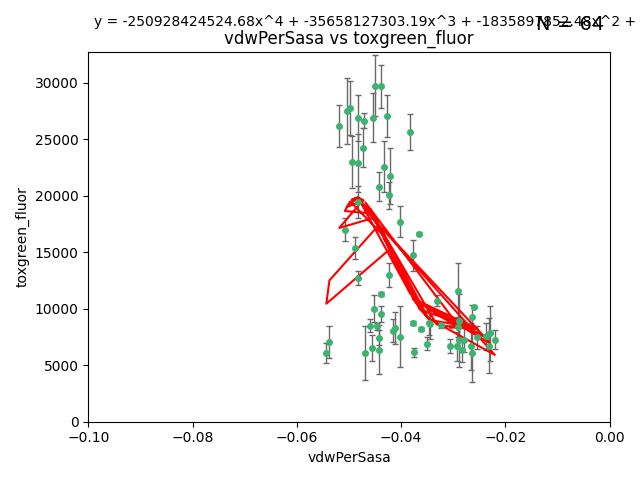 y = -250928424524.68x^4 + -35658127303.19x^3 + -1835897852.48x^2 +
N = 64
vdwPerSasa vs toxgreen_fluor
30000
25000
20000
15000
10000
5000
0
toxgreen_fluor
−0.10 −0.08 −0.06 −0.04 −0.02 0.00
vdwPerSasa